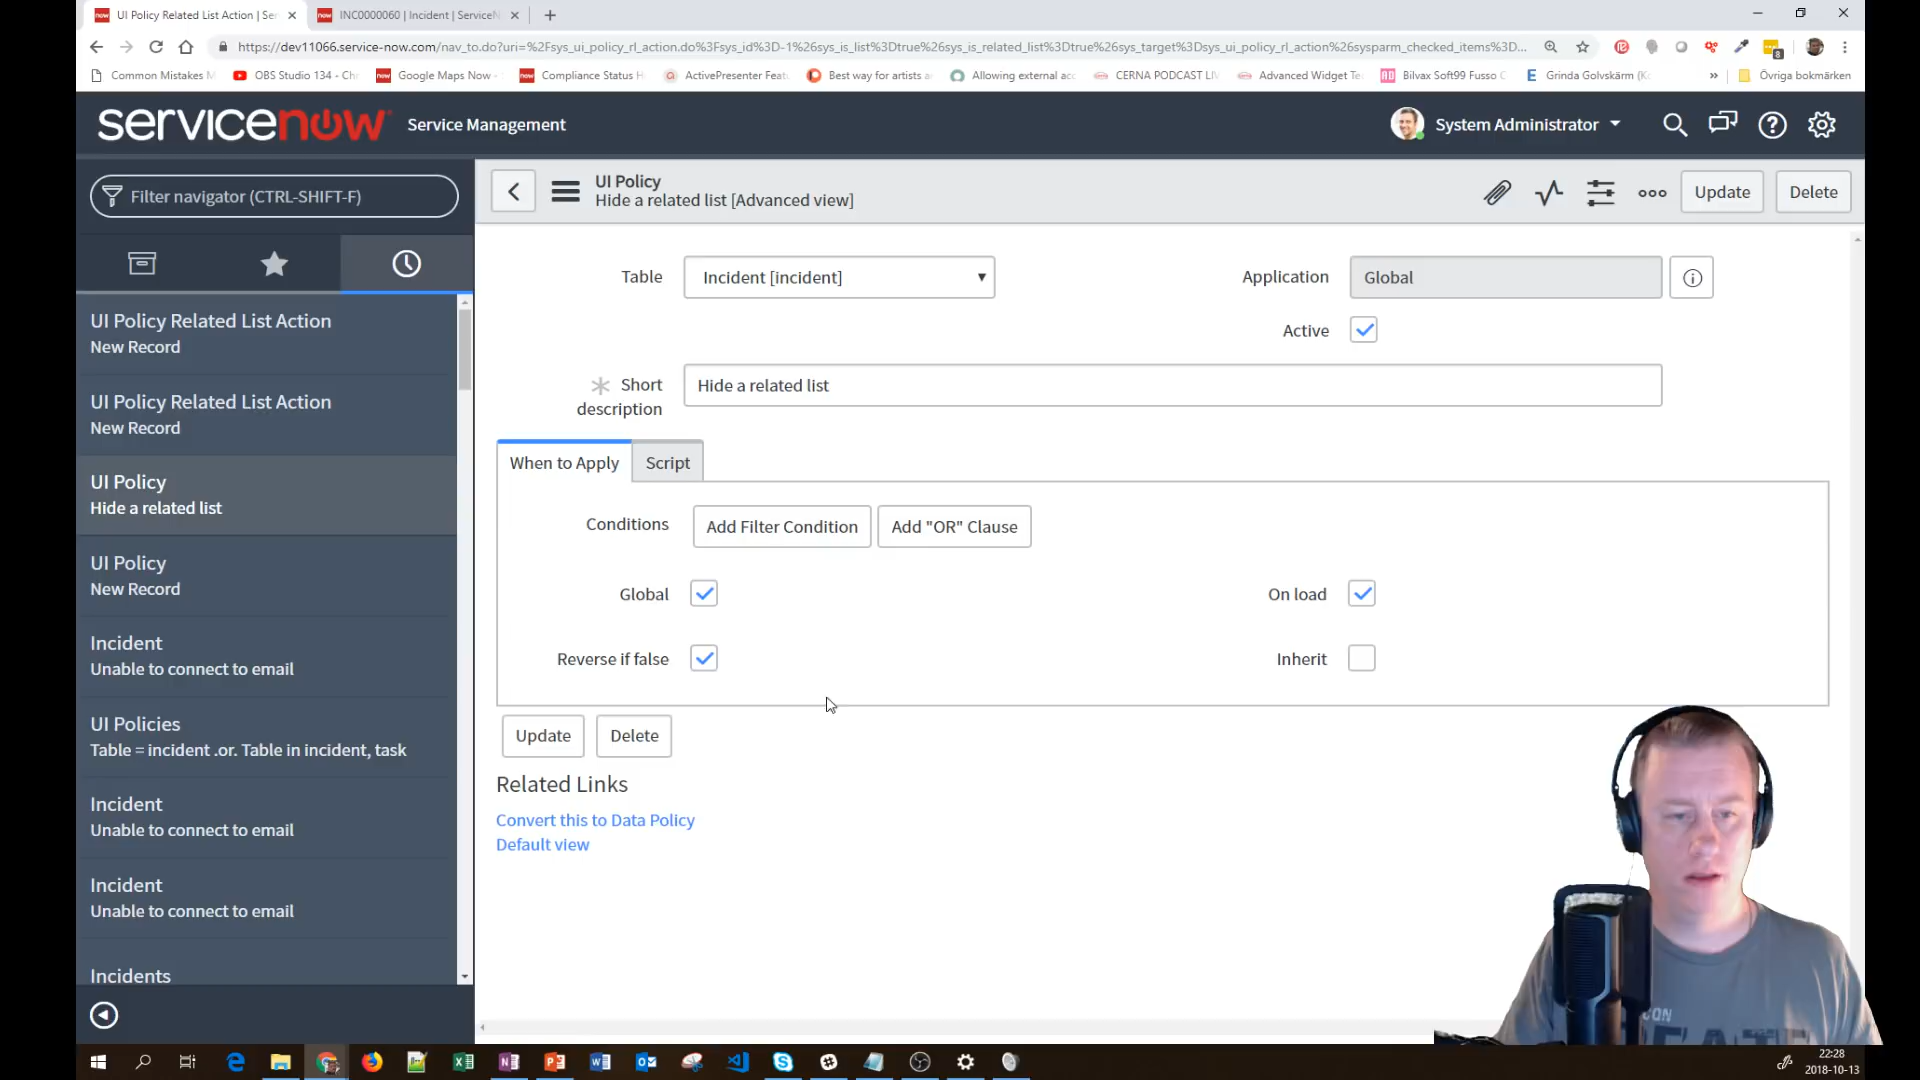 UI Policy Related List Action | Ser
INC0000060 | Incident | ServiceN
https://dev11066.service-now.com/nav_to.do?uri=%2Fsys_ui_policy_rl_action.do%3Fsys_id%3D-1%26sys_is_list%3Dtrue%26sys_is_related_list%3Dtrue%26sys_target%3Dsys_ui_policy_rl_action%26sysparm_checked_items%3D...
8
Common Mistakes M
OBS Studio 134 - Ch
Google Maps Now -
Compliance Status H
ActivePresenter Feat
Best way for artists a
Allowing external acc
CERNA PODCAST LIV
Advanced Widget Te
Bilvax Soft99 Fusso C
Grinda Golvskärm (K
»
Övriga bokmärken
servicenow
Service Management
System Administrator
Filter navigator (CTRL-SHIFT-F)
UI Policy
Hide a related list [Advanced view]
Update
Delete
UI Policy Related List Action
New Record
UI Policy Related List Action
New Record
UI Policy
Hide a related list
UI Policy
New Record
Incident
Unable to connect to email
UI Policies
Table = incident .or. Table in incident, task
Incident
Unable to connect to email
Incident
Unable to connect to email
Incidents
Table
Incident [incident]
Application
Global
Active
Short
description
Hide a related list
When to Apply
Script
Conditions
Add Filter Condition
Add "OR" Clause
Global
On load
Reverse if false
Inherit
Update
Delete
Related Links
Convert this to Data Policy
Default view
22:28
2018-10-13